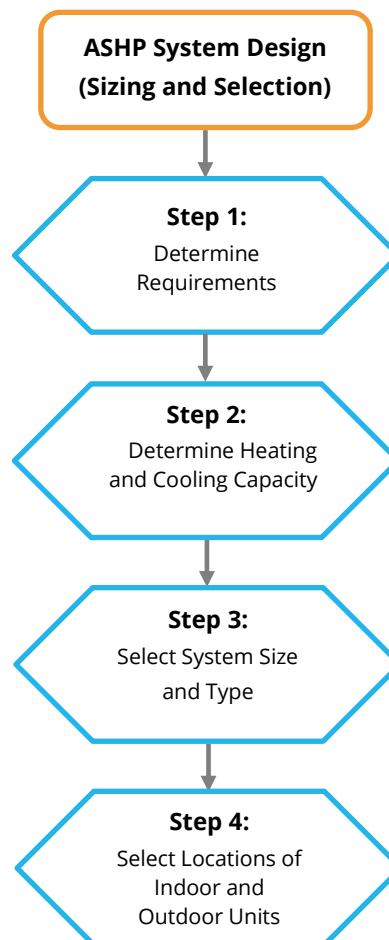 ASHP System Design
(Sizing and Selection)
Step 1:
Determine
Requirements
Step 2:
Determine Heating
and Cooling Capacity
Step 3:
Select System Size
and Type
Step 4:
Select Locations of
Indoor and
Outdoor Units